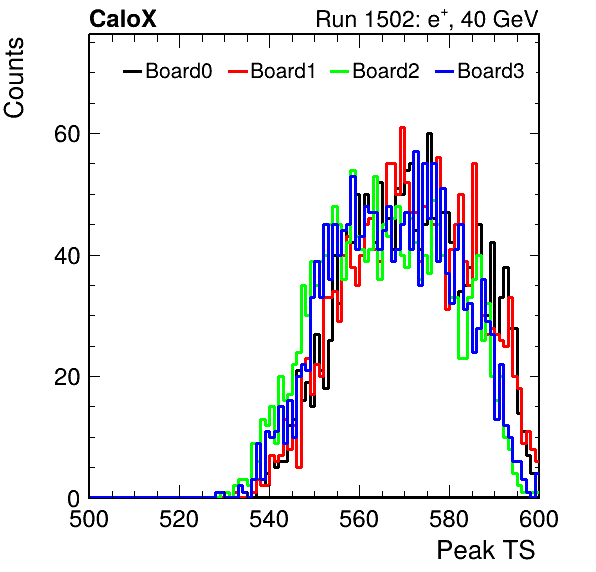 CaloX Run 1502: e+, 40 GeV
Counts
Board0 Board1 Board2 Board3
60
40
20
0
500 520 540 560 580 600
Peak TS